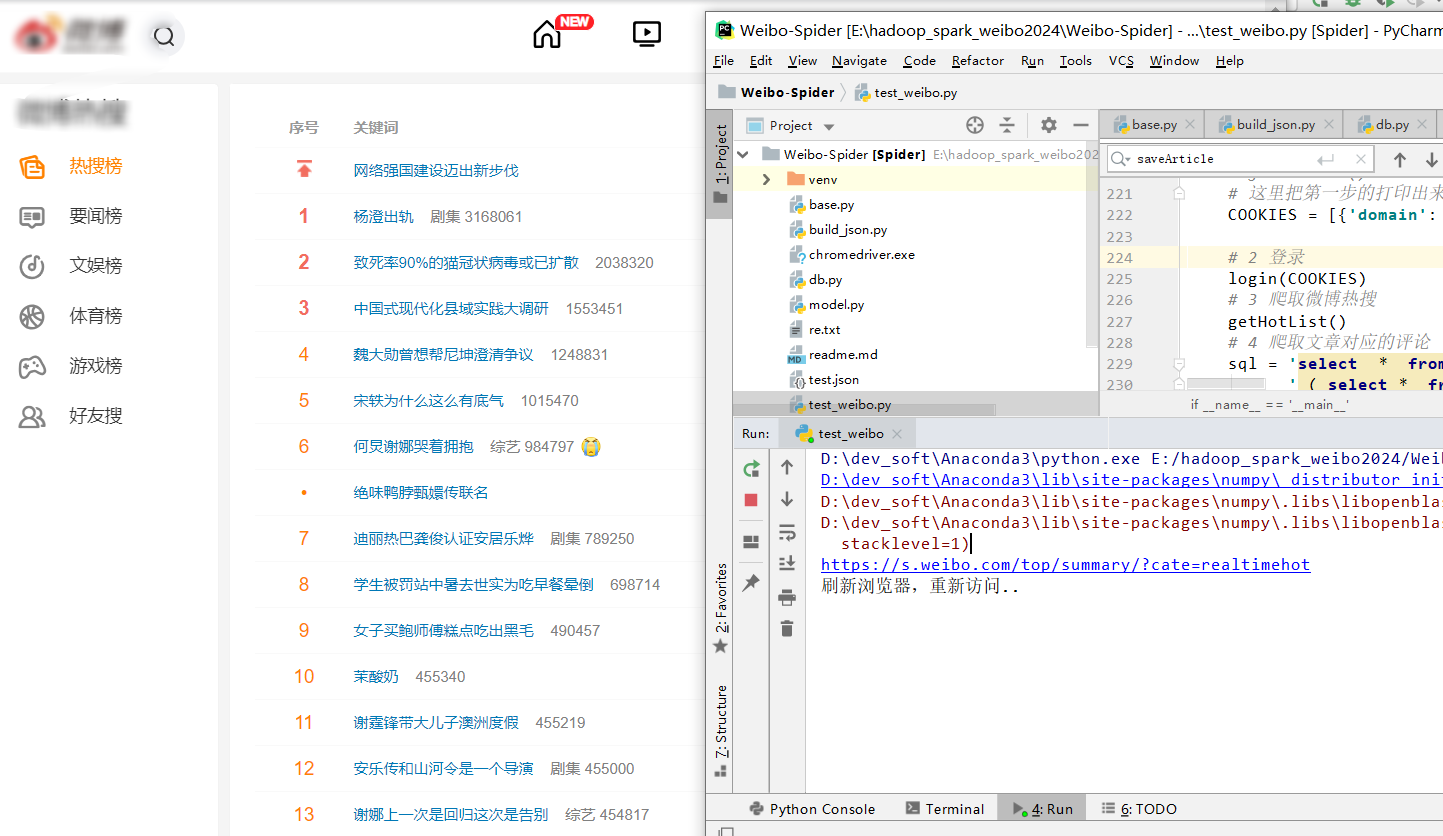 NEW
序号 关键词
热搜榜
要闻榜
文娱榜
体育榜
游戏榜
好友搜
网络强国建设迈出新步伐
1 杨澄出轨 剧集 3168061
2 致死率90%的猫冠状病毒或已扩散 2038320
3 中国式现代化县域实践大调研 1553451
4 魏大勋曾想帮尼坤澄清争议 1248831
5 宋轶为什么这么有底气 1015470
6 何炅谢娜哭着拥抱 综艺 984797
• 绝味鸭脖甄嬛传联名
7 迪丽热巴龚俊认证安居乐烨 剧集 789250
8 学生被罚站中暑去世实为吃早餐晕倒 698714
9 女子买鲍师傅糕点吃出黑毛 490457
10 茉酸奶 455340
11 谢霆锋带大儿子澳洲度假 455219
12 安乐传和山河令是一个导演 剧集 455000
13 谢娜上一次是回归这次是告别 综艺 454817
Weibo-Spider [E:\hadoop_spark_weibo2024\Weibo-Spider] - ...\test_weibo.py [Spider] - PyCharm
File Edit View Navigate Code Refactor Run Tools VCS Window Help
Weibo-Spider test_weibo.py
1: Project
Project
Weibo-Spider [Spider] E:\hadoop_spark_weibo202
venv
base.py
build_json.py
chromedriver.exe
db.py
model.py
re.txt
readme.md
test.json
test_weibo.py
base.py build_json.py db.py
saveArticle
221 # 这里把第一步的打印出来
222 COOKIES = [{'domain':
223
224 # 2 登录
225 login(COOKIES)
226 # 3 爬取微博热搜
227 getHotList()
228 # 4 爬取文章对应的评论
229 sql = 'select * from
230 ' ( select * from
if __name__ == '__main__'
Run: test_weibo
D:\dev_soft\Anaconda3\python.exe E:/hadoop_spark_weibo2024/Weib
D:\dev_soft\Anaconda3\lib\site-packages\numpy\_distributor_init
D:\dev_soft\Anaconda3\lib\site-packages\numpy\.libs\libopenblas
D:\dev_soft\Anaconda3\lib\site-packages\numpy\.libs\libopenblas
stacklevel=1)
https://s.weibo.com/top/summary/?cate=realtimehot
刷新浏览器，重新访问..
2: Favorites
7: Structure
Python Console Terminal 4: Run 6: TODO